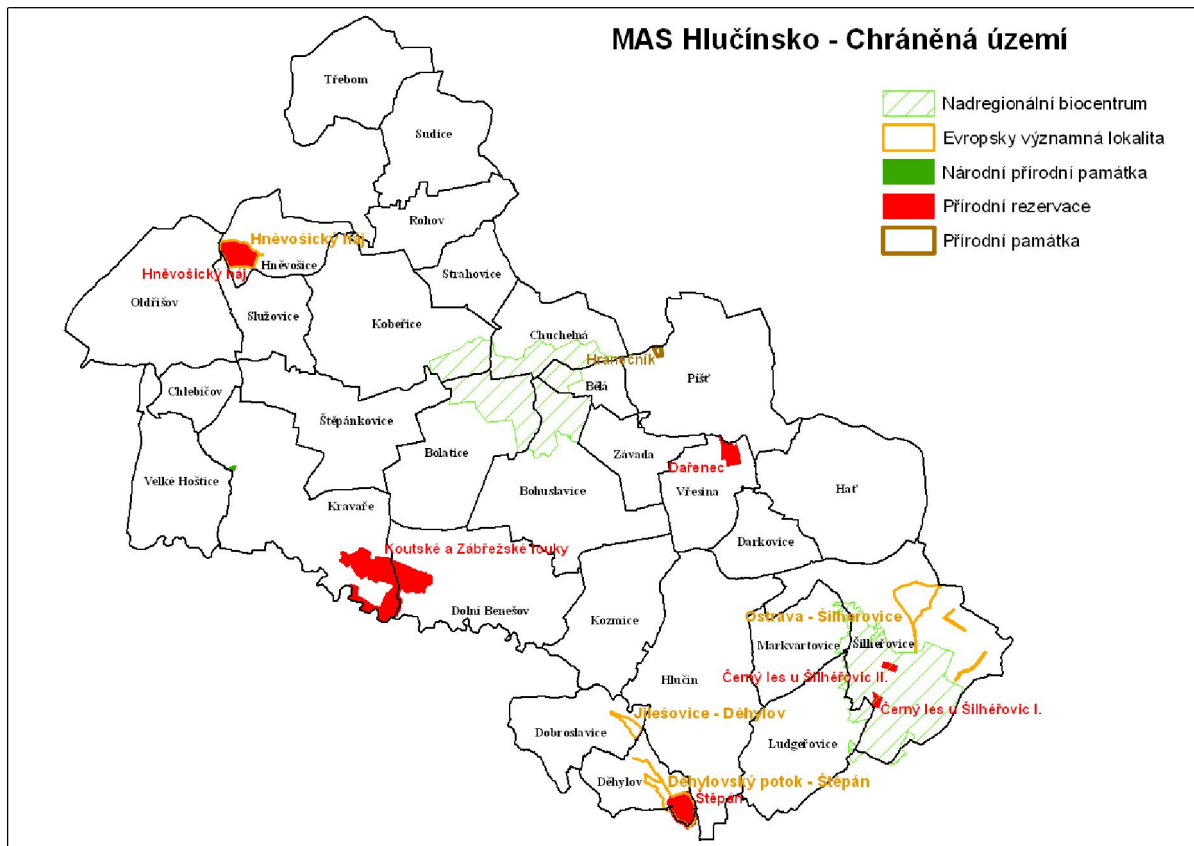 MAS Hlučínsko - Chráněná území
Nadregionální biocentrum
Evropsky významná lokalita
Národní přírodní památka
Přírodní rezervace
Přírodní památka
Třebom
Sudice
Rohov
Hněvošický háj
Hněvošice
Hněvošický háj
Strahovice
Oldřišov
Služovice
Kobeřice
Chuchelná
Hranečník
Píšť
Bělá
Chlebičov
Štěpánkovice
Bolatice
Závada
Dařenec
Velké Hoštice
Bohuslavice
Vřesina
Hať
Kravaře
Darkovice
Koutské a Zábřežské louky
Dolní Benešov
Kozmice
Ostrava - Šilheřovice
Markvartovice
Šilheřovice
Hlučín
Černý les u Šilhéřovic II.
Černý les u Šilhéřovic I.
Jilešovice - Děhylov
Dobroslavice
Ludgeřovice
Děhylov
Děhylovský potok - Štěpán
Štěpán